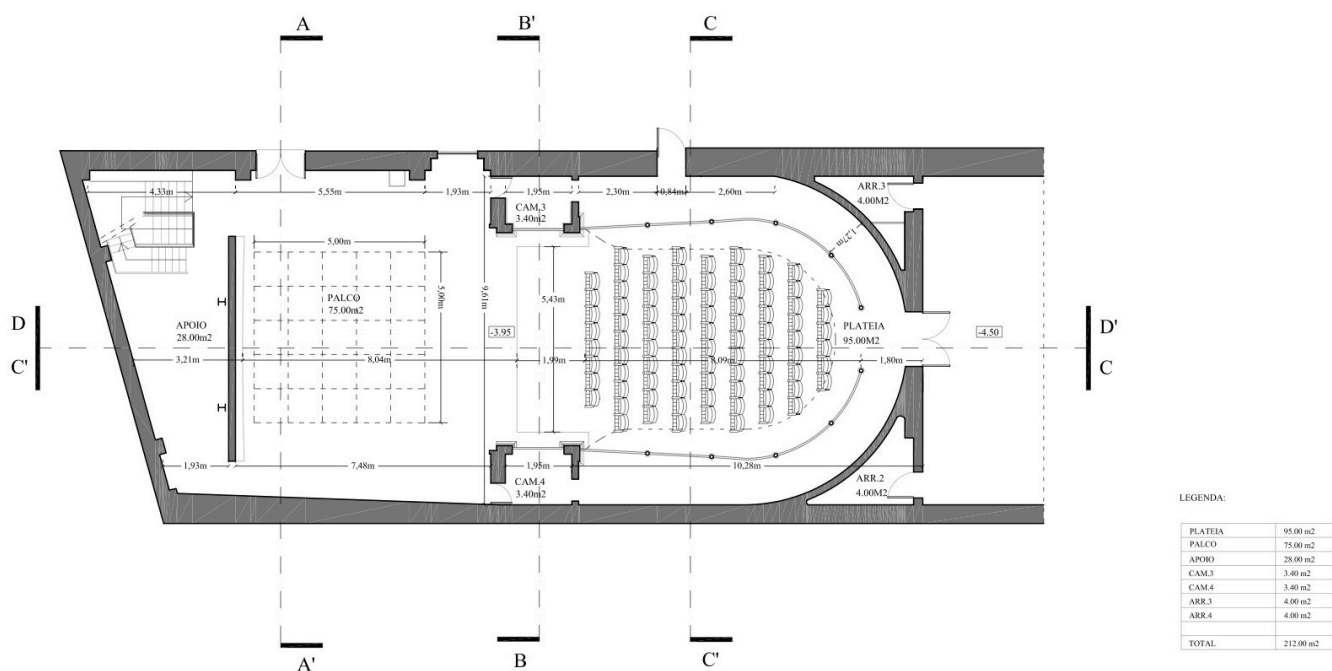 A
B'
C
4,33m
5,55m
1,93m
1,95m
2,30m
0,84m
2,60m
ARR.3
4.00M2
CAM.3
3.40m2
1,27m
5,00m
PALCO
75.00m2
5,00m
9,61m
5,43m
APOIO
28.00m2
-3.95
PLATEIA
95.00M2
-4.50
D
C'
D'
C
3,21m
8,04m
1,99m
8,09m
1,80m
1,93m
7,48m
1,95m
10,28m
CAM.4
3.40m2
ARR.2
4.00M2
A'
B
C'
LEGENDA:
PLATEIA 95.00 m2
PALCO 75.00 m2
APOIO 28.00 m2
CAM.3 3.40 m2
CAM.4 3.40 m2
ARR.3 4.00 m2
ARR.4 4.00 m2
TOTAL 212.00 m2